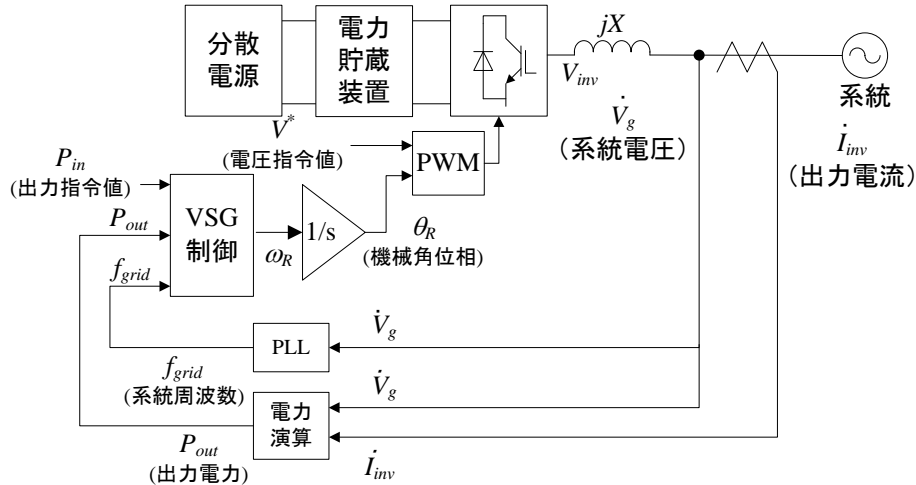 分散
電源
電力
貯蔵
装置
jX
V_inv
V̇_g
(系統電圧)
系統
İ_inv
(出力電流)
V*
(電圧指令値)
PWM
P_in
(出力指令値)
P_out
f_grid
VSG
制御
ω_R
1/s
θ_R
(機械角位相)
PLL
V̇_g
f_grid
(系統周波数)
電力
演算
V̇_g
P_out
(出力電力)
İ_inv